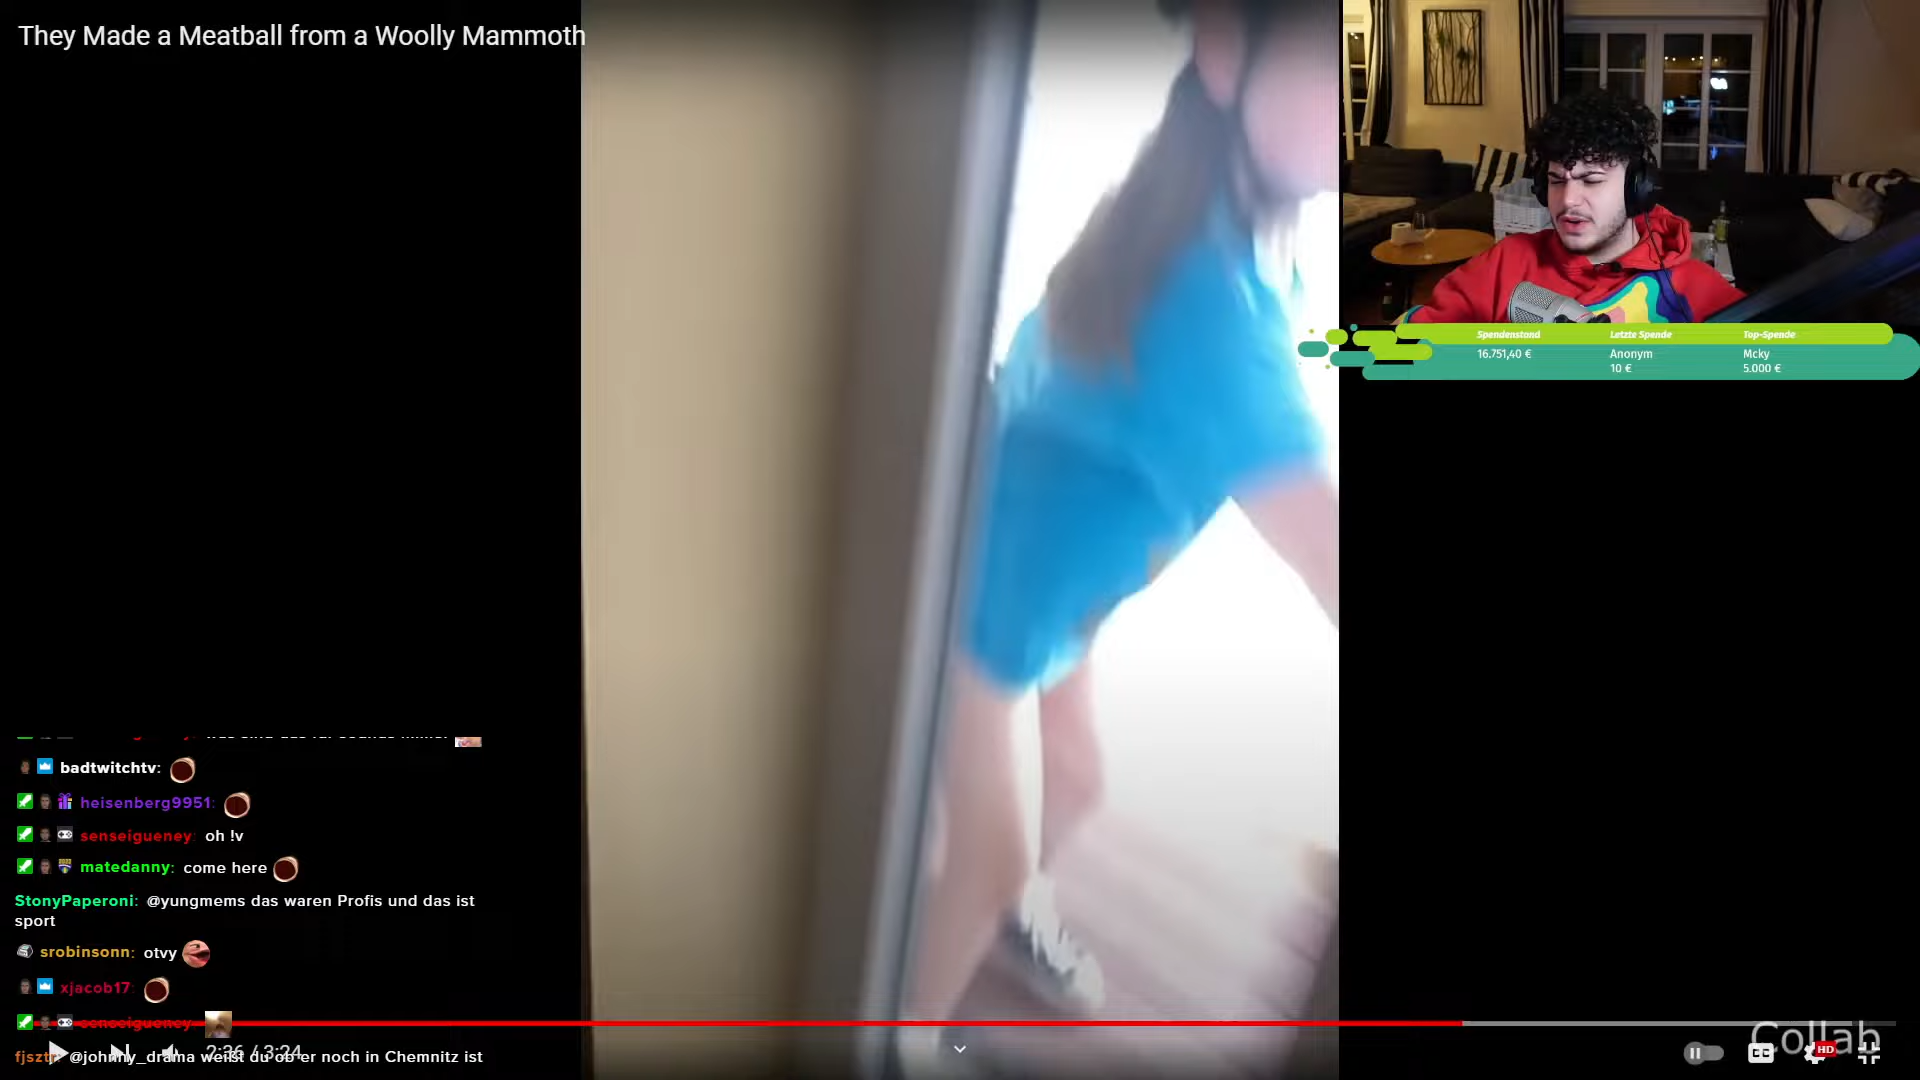 They Made a Meatball from a Woolly Mammoth
Spendenstand
Letzte Spende
Top-Spende
16.751,40 €
Anonym
10 €
Mcky
5.000 €
badtwitchtv:
heisenberg9951:
senseigueney: oh !v
matedanny: come here
StonyPaperoni: @yungmems das waren Profis und das ist
sport
srobinsonn: otvy
xjacob17:
senseigueney
2:36 / 3:24
@johnny_drama weißt du ob er noch in Chemnitz ist
Collab
CC
HD